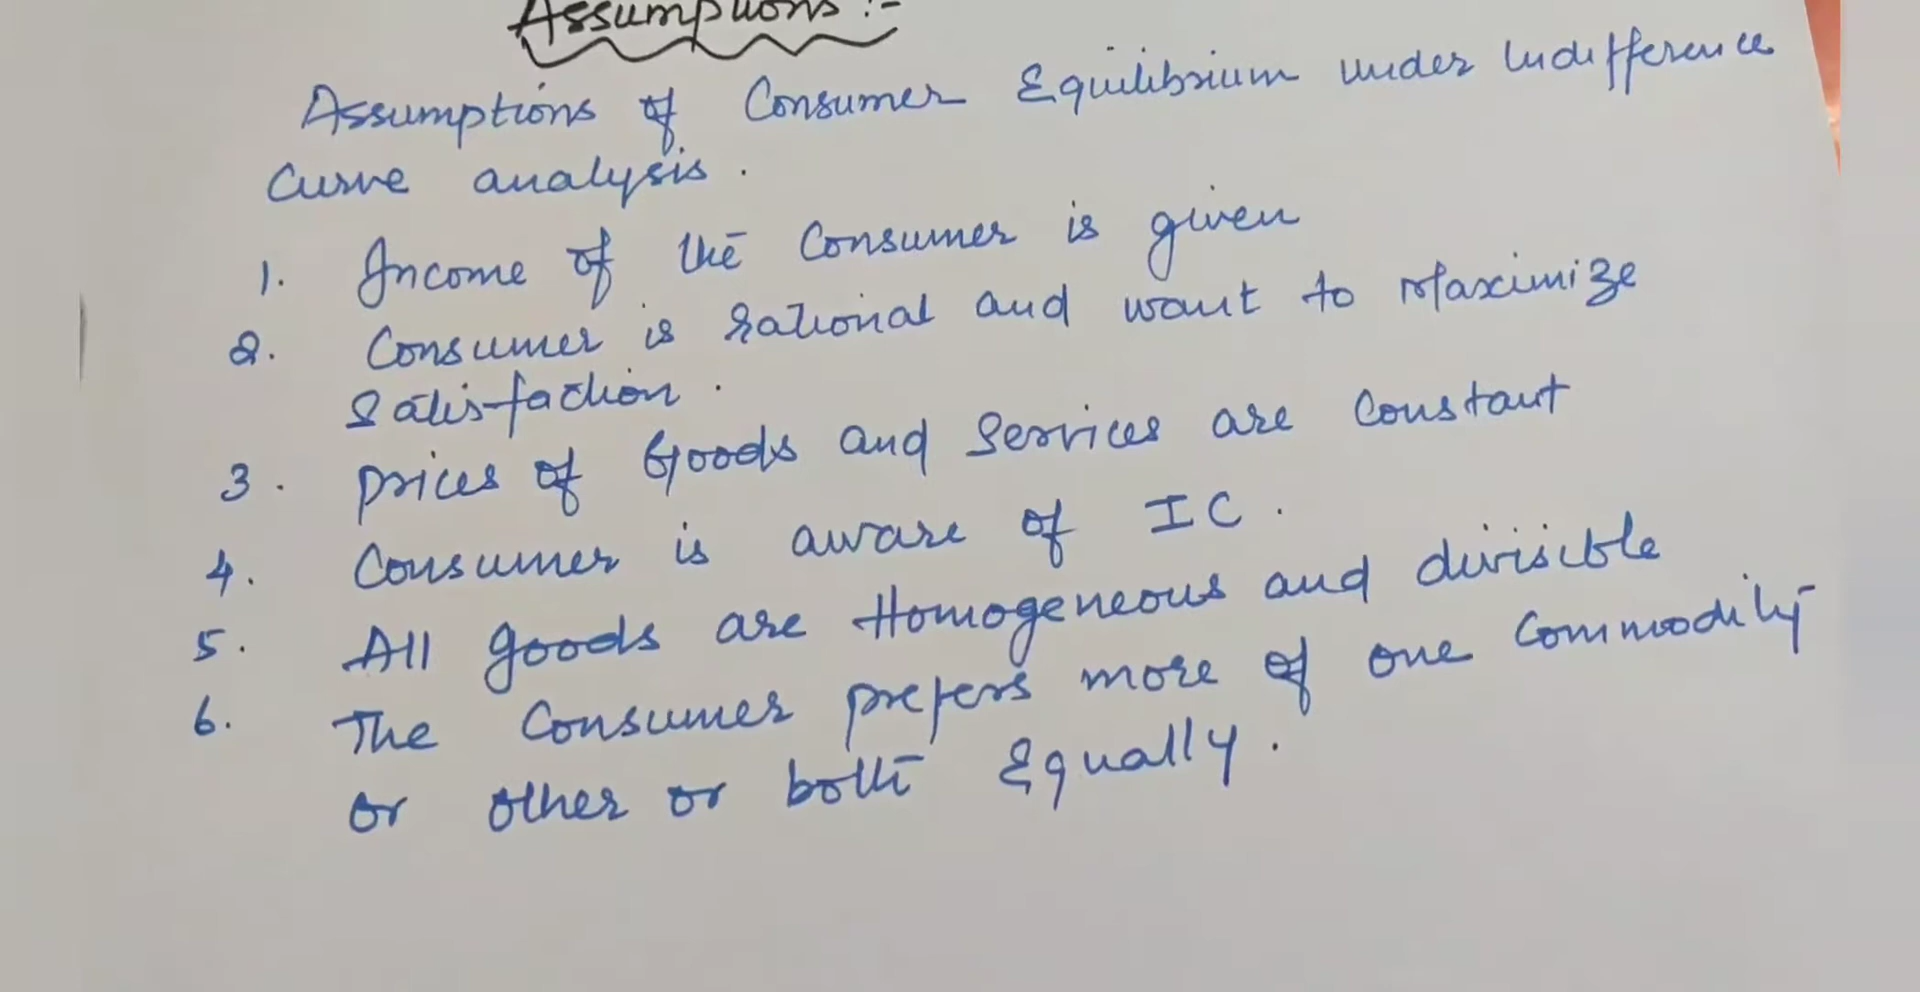 Assumptions :-
Assumptions of Consumer Equilibrium under Indifference
Curve analysis .
1. Income of the Consumer is given
2. Consumer is rational and want to Maximize
Satisfaction .
3. prices of Goods and Services are Constant
4. Consumer is aware of IC .
5. All goods are Homogeneous and divisible
6. The Consumer prefers more of one Commodity
or other or both Equally .